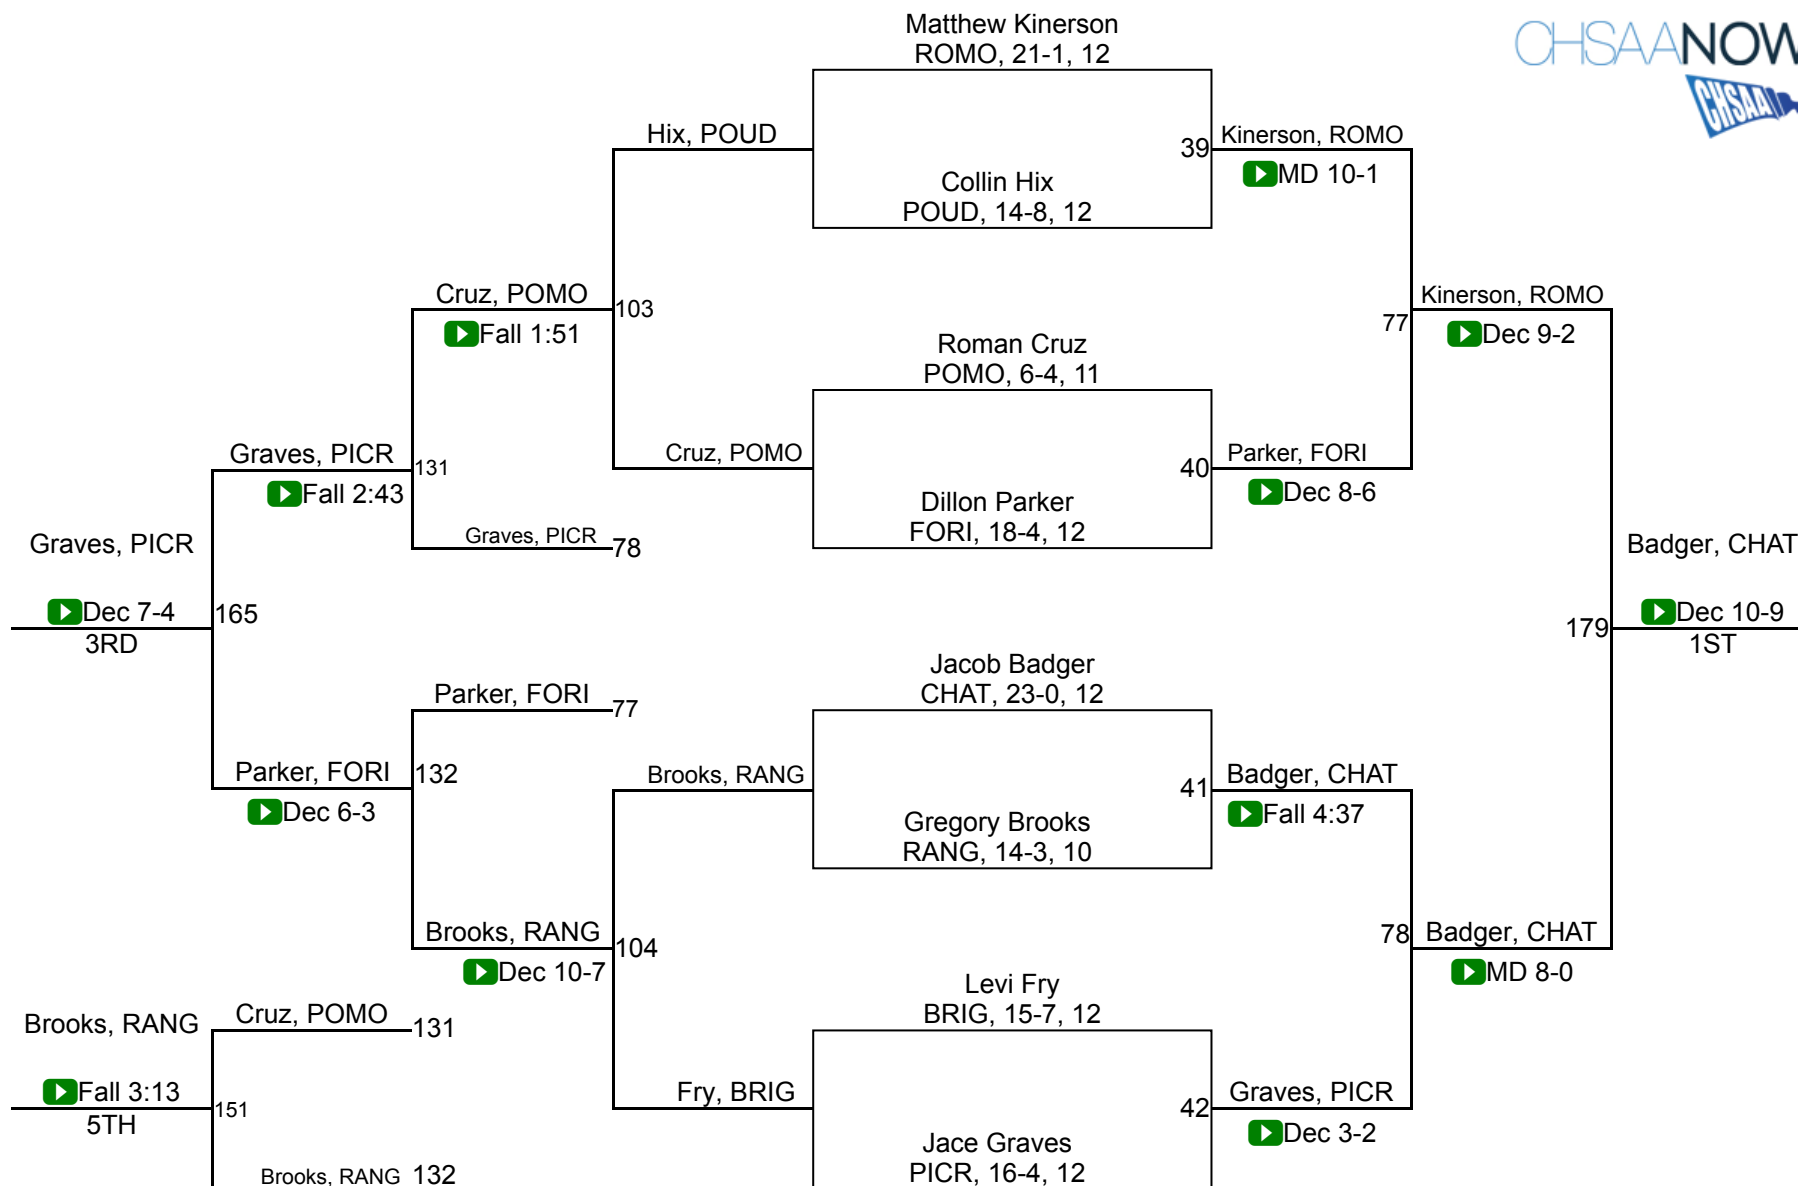 Matthew Kinerson
ROMO, 21-1, 12
CHSAANOW
CHSAA
Hix, POUD
39
Kinerson, ROMO
MD 10-1
Collin Hix
POUD, 14-8, 12
Cruz, POMO
103
Fall 1:51
Kinerson, ROMO
77
Dec 9-2
Roman Cruz
POMO, 6-4, 11
Graves, PICR
131
Fall 2:43
Cruz, POMO
40
Parker, FORI
Dec 8-6
Dillon Parker
FORI, 18-4, 12
Graves, PICR
78
Graves, PICR
Dec 7-4
165
3RD
Badger, CHAT
179
Dec 10-9
1ST
Jacob Badger
CHAT, 23-0, 12
Parker, FORI
77
Parker, FORI
132
Dec 6-3
Brooks, RANG
41
Badger, CHAT
Fall 4:37
Gregory Brooks
RANG, 14-3, 10
Brooks, RANG
104
Dec 10-7
78
Badger, CHAT
MD 8-0
Levi Fry
BRIG, 15-7, 12
Brooks, RANG
Cruz, POMO
131
Fall 3:13
151
5TH
Fry, BRIG
42
Graves, PICR
Dec 3-2
Jace Graves
PICR, 16-4, 12
Brooks, RANG
132